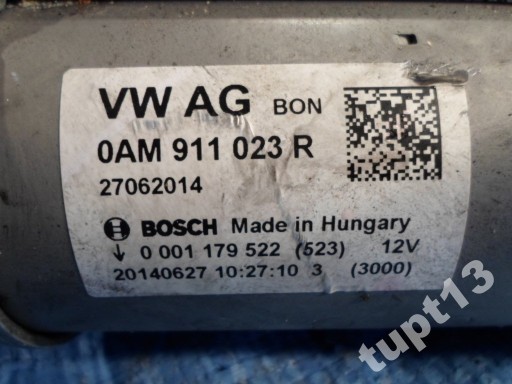 VW AG BON
0AM 911 023 R
27062014
BOSCH Made in Hungary
↓ 0 001 179 522 (523) 12V
20140627 10:27:10 3 (3000)
tupt13